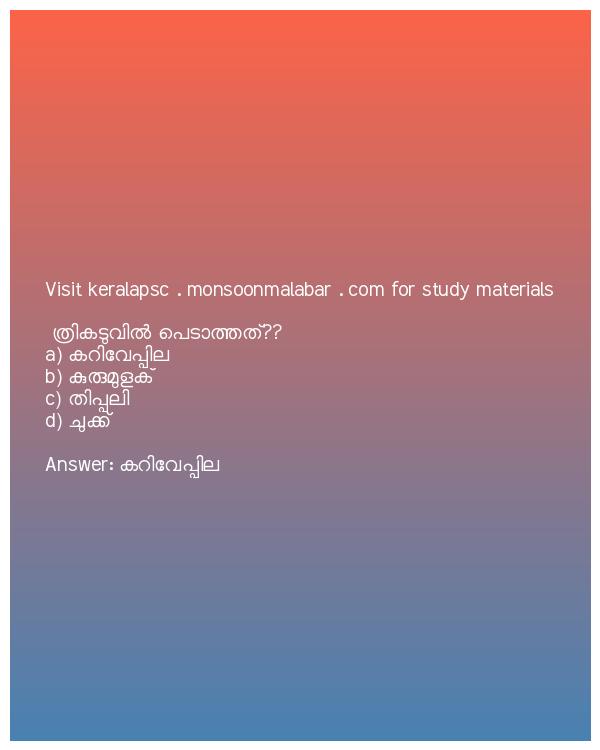 Visit keralapsc . monsoonmalabar . com for study materials
ത്രികടുവിൽ പെടാത്തത്??
a) കറിവേപ്പില
b) കുരുമുളക്
c) തിപ്പലി
d) ചുക്ക്
Answer: കറിവേപ്പില